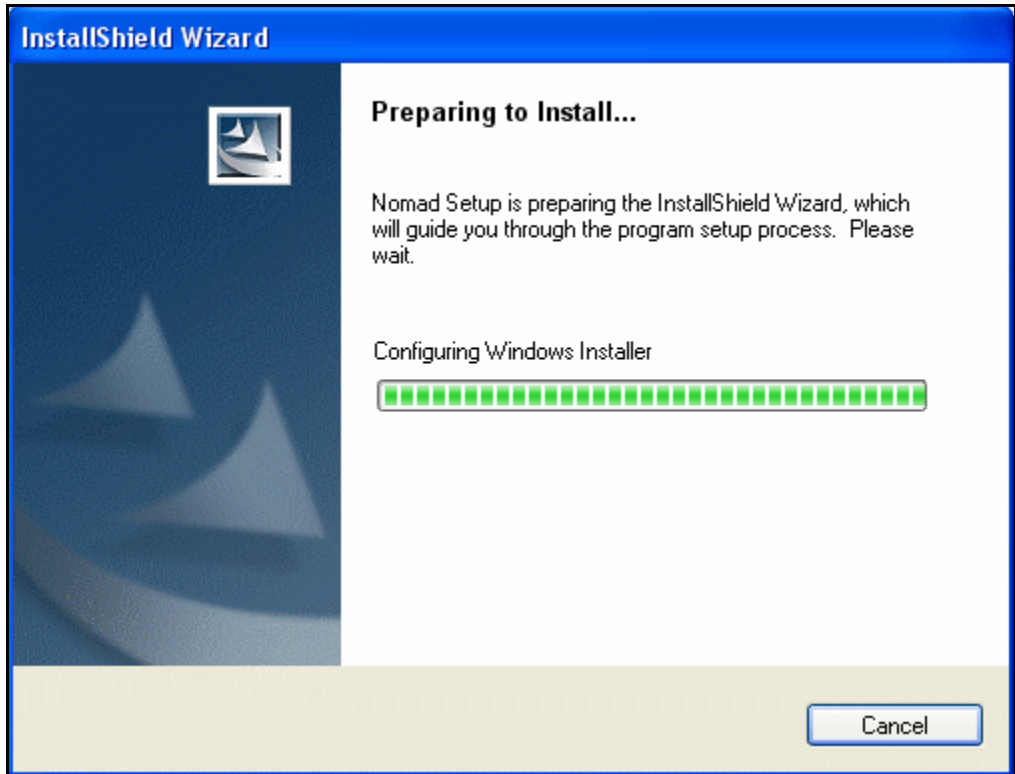 InstallShield Wizard
Preparing to Install...
Nomad Setup is preparing the InstallShield Wizard, which
will guide you through the program setup process.  Please
wait.
Configuring Windows Installer
Cancel